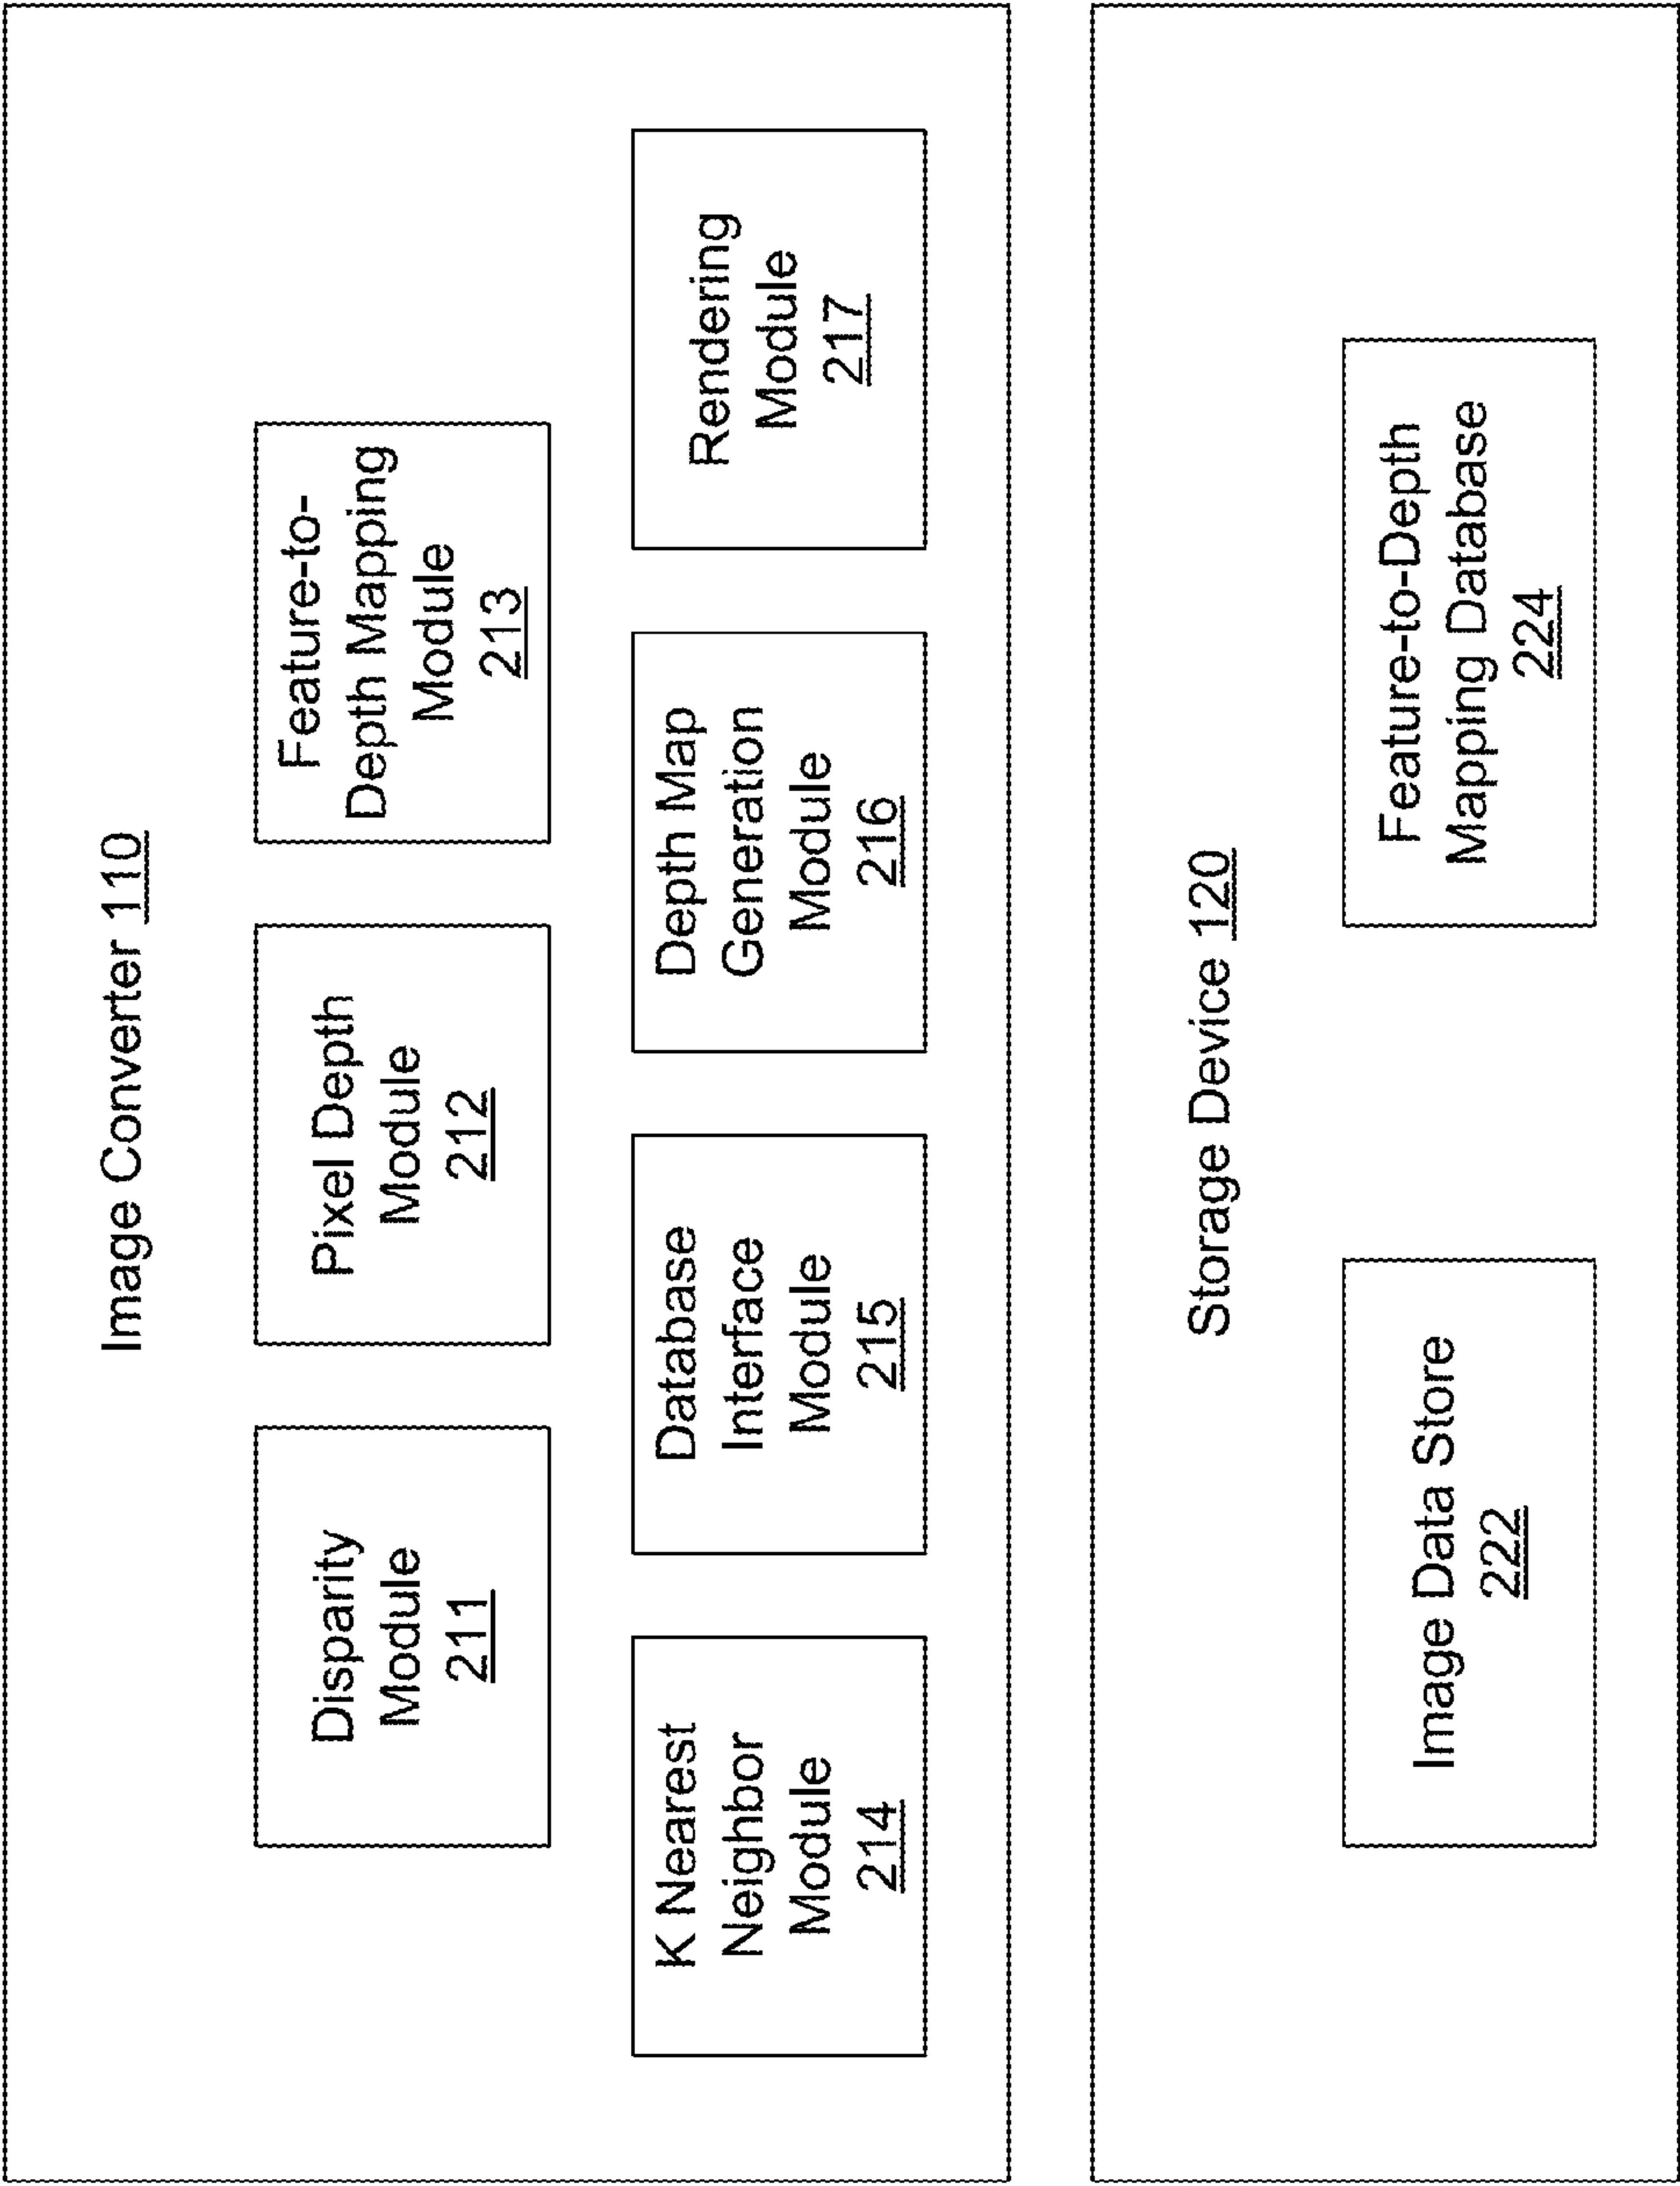 Image Converter 110
Disparity
Module
211
Pixel Depth
Module
212
Feature-to-
Depth Mapping
Module
213
K Nearest
Neighbor
Module
214
Database
Interface
Module
215
Depth Map
Generation
Module
216
Rendering
Module
217
Storage Device 120
Image Data Store
222
Feature-to-Depth
Mapping Database
224